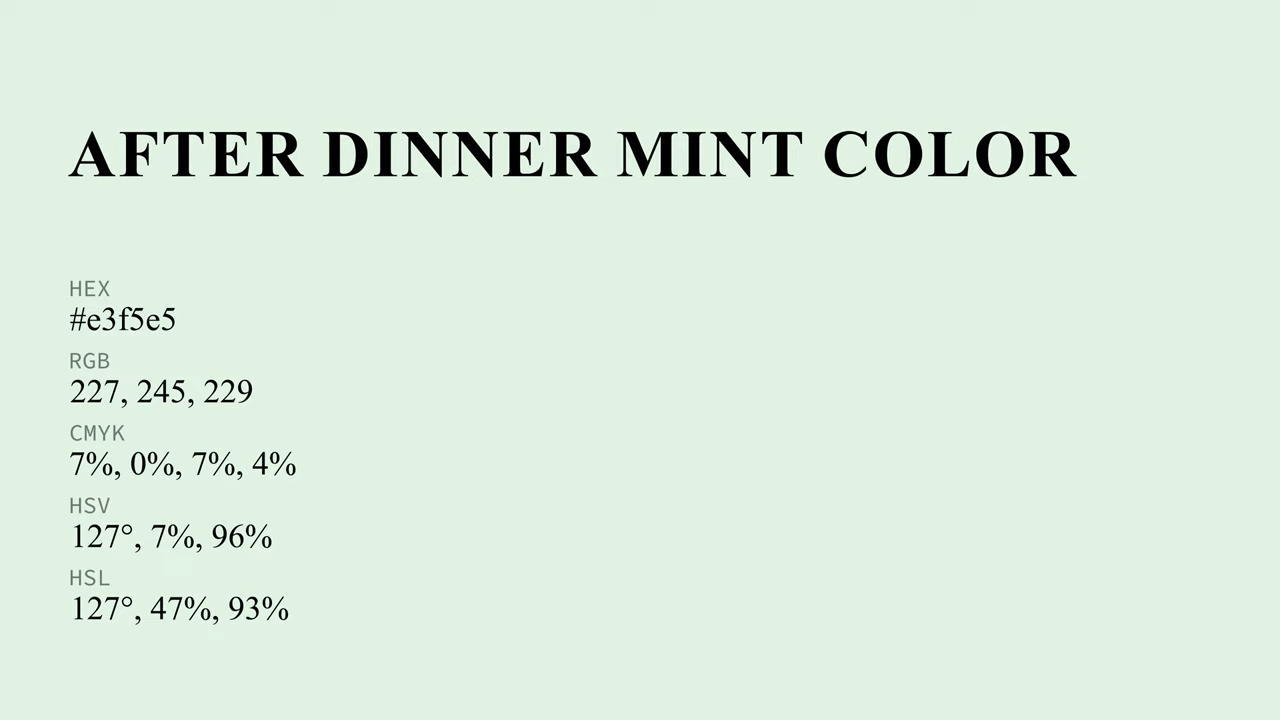 AFTER DINNER MINT COLOR
HEX
#e3f5e5
RGB
227, 245, 229
CMYK
7%, 0%, 7%, 4%
HSV
127°, 7%, 96%
HSL
127°, 47%, 93%